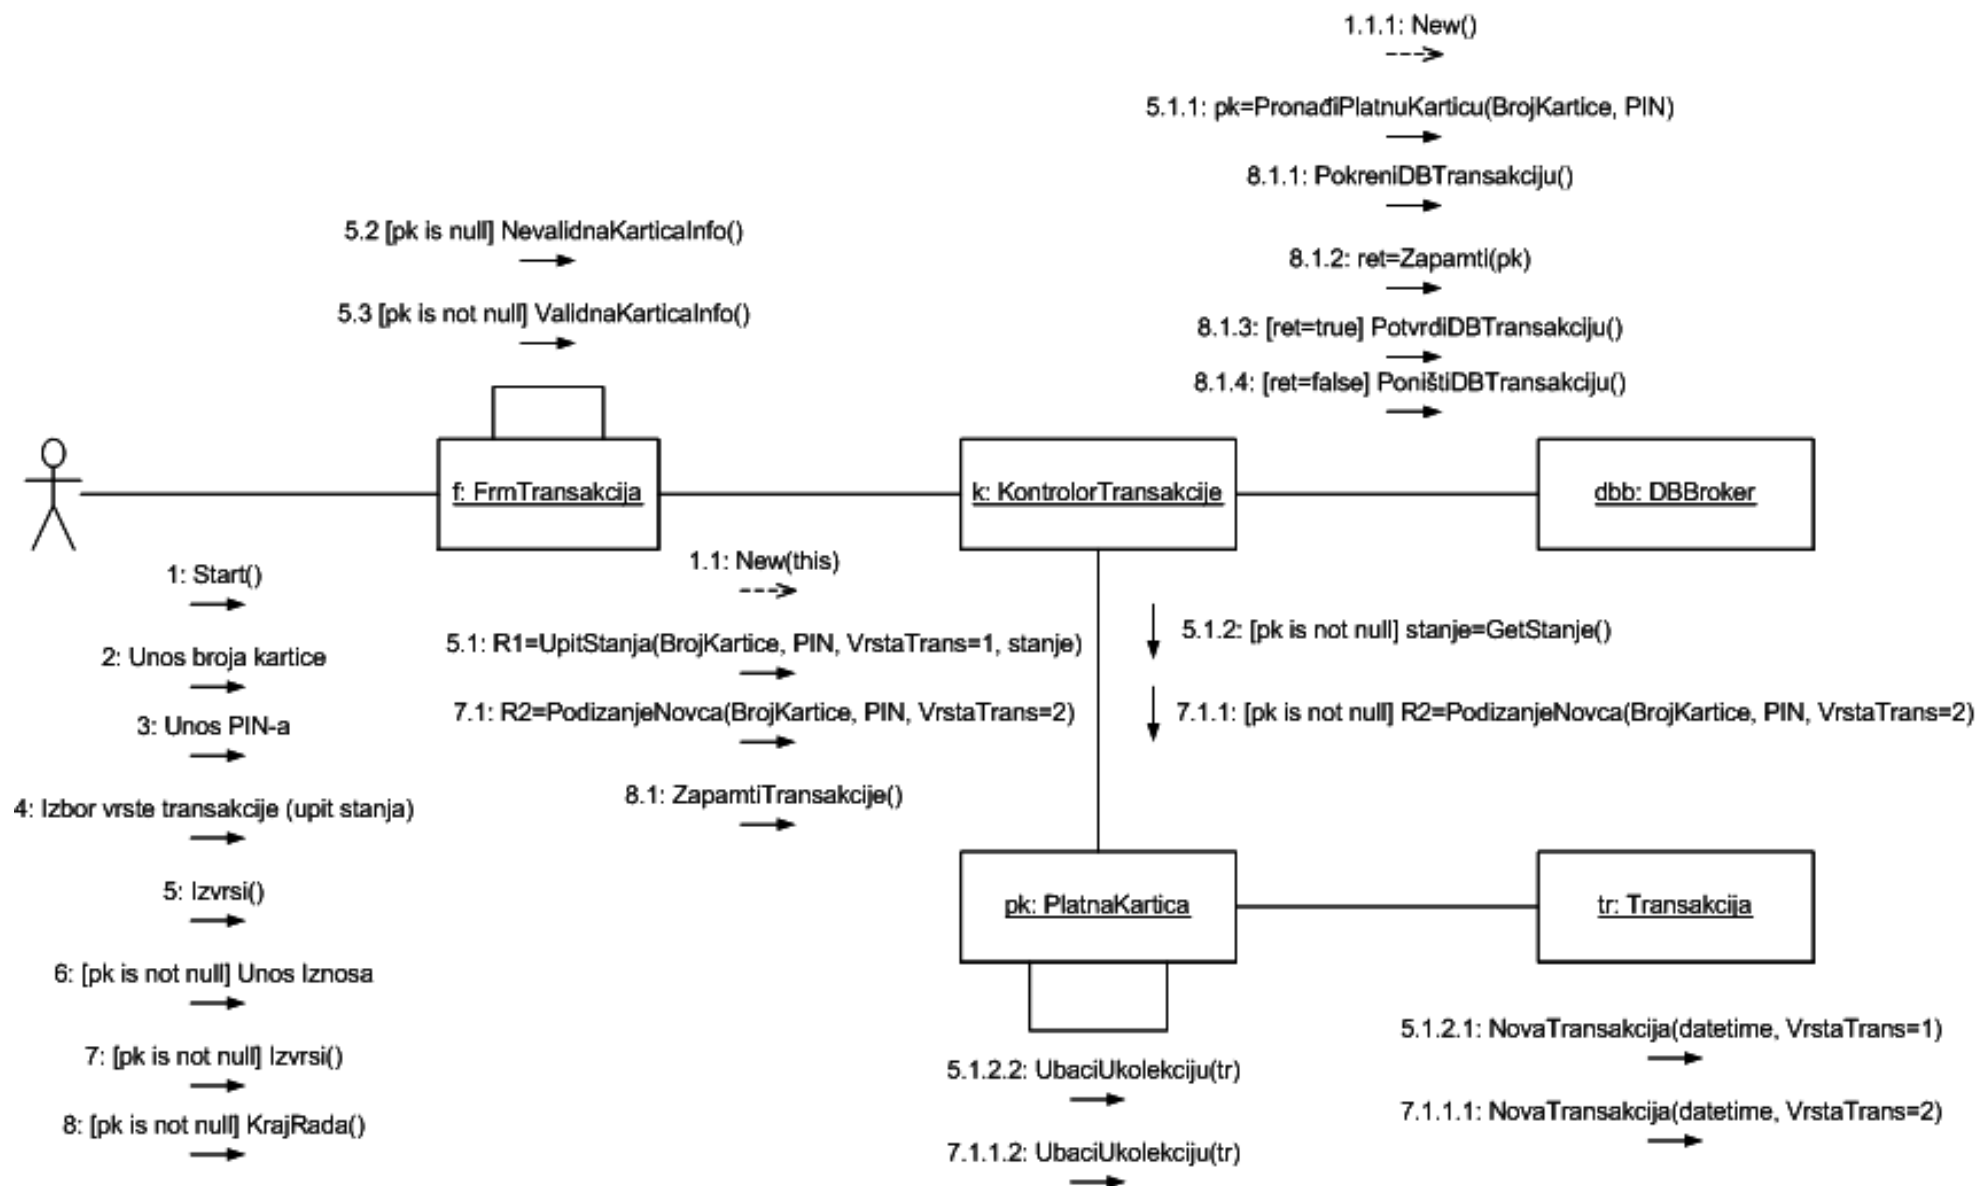 1.1.1: New()
5.1.1: pk=PronađiPlatnuKarticu(BrojKartice, PIN)
8.1.1: PokreniDBTransakciju()
5.2 [pk is null] NevalidnaKarticaInfo()
8.1.2: ret=Zapamti(pk)
5.3 [pk is not null] ValidnaKarticaInfo()
8.1.3: [ret=true] PotvrdiDBTransakciju()
8.1.4: [ret=false] PoništiDBTransakciju()
f: FrmTransakcija
k: KontrolorTransakcije
dbb: DBBroker
1: Start()
2: Unos broja kartice
3: Unos PIN-a
4: Izbor vrste transakcije (upit stanja)
5: Izvrsi()
6: [pk is not null] Unos Iznosa
7: [pk is not null] Izvrsi()
8: [pk is not null] KrajRada()
1.1: New(this)
5.1: R1=UpitStanja(BrojKartice, PIN, VrstaTrans=1, stanje)
7.1: R2=PodizanjeNovca(BrojKartice, PIN, VrstaTrans=2)
8.1: ZapamtiTransakcije()
5.1.2: [pk is not null] stanje=GetStanje()
7.1.1: [pk is not null] R2=PodizanjeNovca(BrojKartice, PIN, VrstaTrans=2)
pk: PlatnaKartica
tr: Transakcija
5.1.2.2: UbaciUkolekciju(tr)
7.1.1.2: UbaciUkolekciju(tr)
5.1.2.1: NovaTransakcija(datetime, VrstaTrans=1)
7.1.1.1: NovaTransakcija(datetime, VrstaTrans=2)